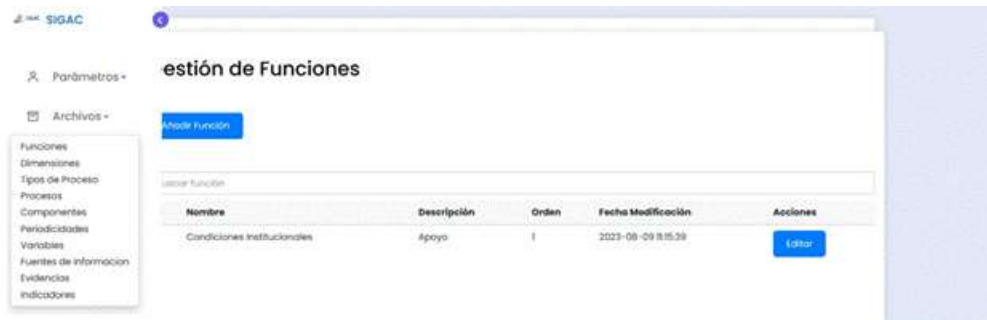 SIGAC
Parámetros
Archivos
Funciones
Dimensiones
Tipos de Proceso
Procesos
Componentes
Periodicidades
Variables
Fuentes de informacion
Evidencias
Indicadores
estión de Funciones
Añadir Función
uscar función
Nombre Descripción Orden Fecha Modificación Acciones
Condiciones Institucionales Apoyo 1 2023-08-09 11:15:39 Editar